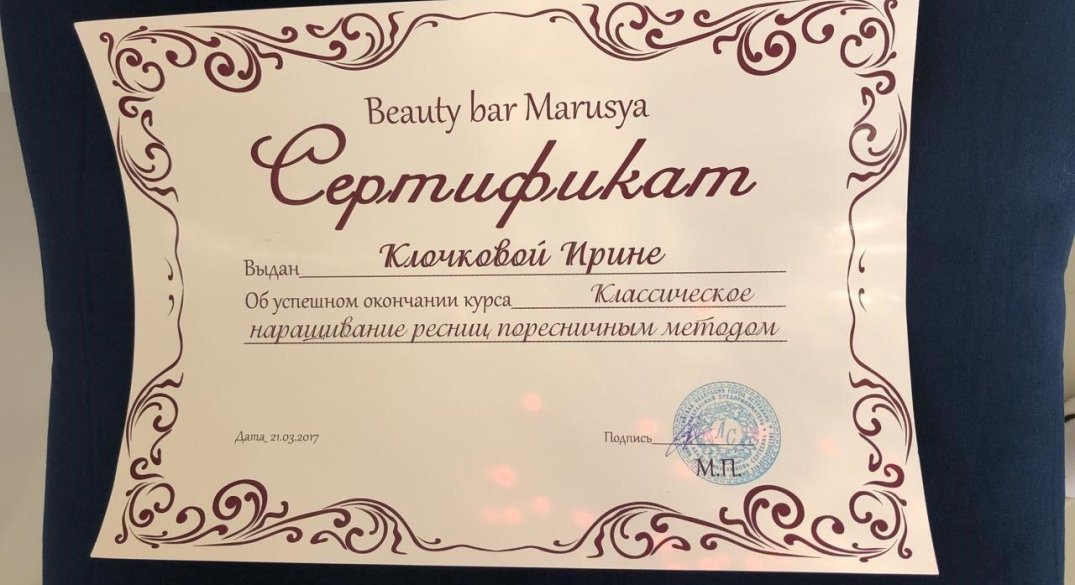 Beauty bar Marusya
Сертификат
Выдан Клочковой Ирине
Об успешном окончании курса Классическое
наращивание ресниц поресничным методом
Дата 21.03.2017
Подпись
М.П.